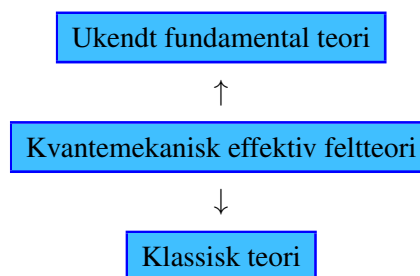 Ukendt fundamental teori
↑
Kvantemekanisk effektiv feltteori
↓
Klassisk teori